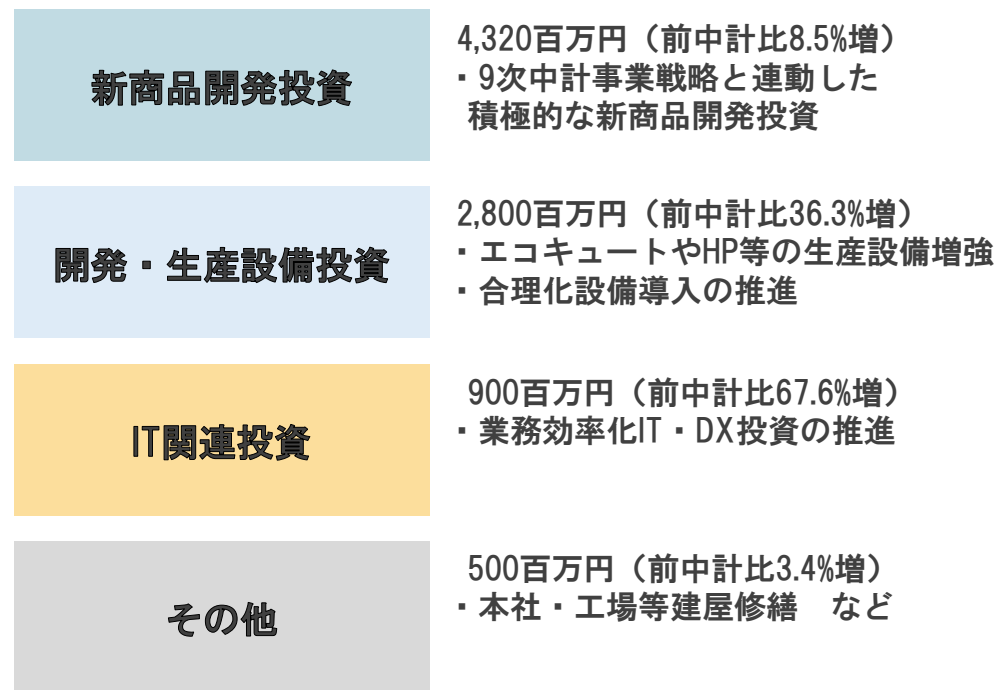 新商品開発投資
4,320百万円（前中計比8.5%増）
・9次中計事業戦略と連動した
積極的な新商品開発投資
開発・生産設備投資
2,800百万円（前中計比36.3%増）
・エコキュートやHP等の生産設備増強
・合理化設備導入の推進
IT関連投資
900百万円（前中計比67.6%増）
・業務効率化IT・DX投資の推進
その他
500百万円（前中計比3.4%増）
・本社・工場等建屋修繕　など